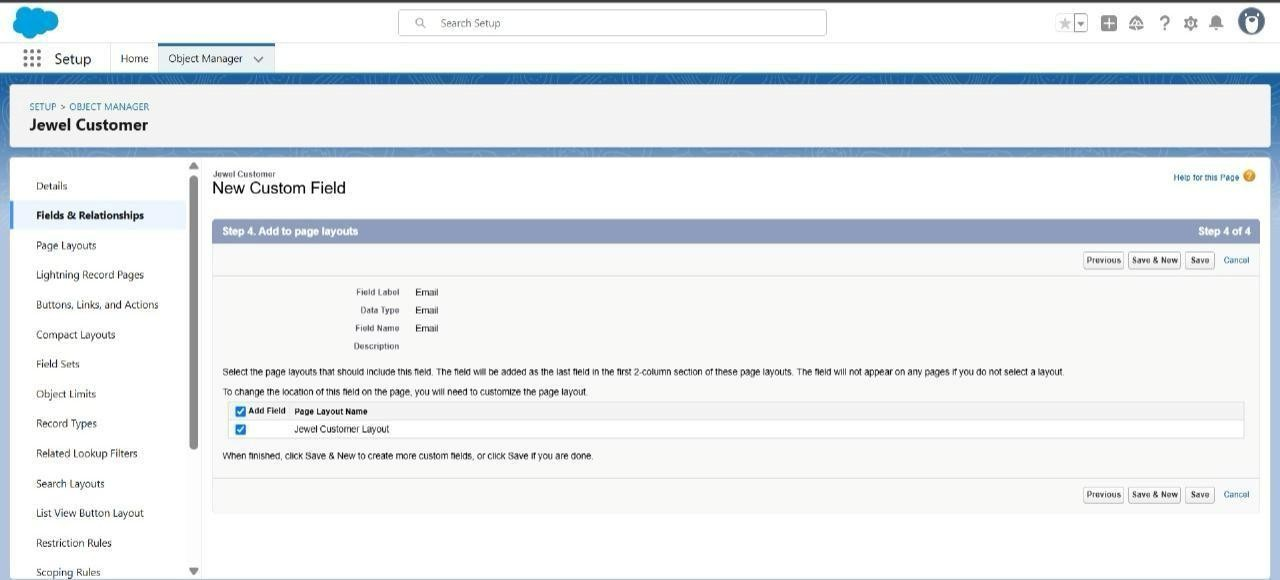 Search Setup
Setup
Home
Object Manager
SETUP > OBJECT MANAGER
Jewel Customer
Details
Fields & Relationships
Page Layouts
Lightning Record Pages
Buttons, Links, and Actions
Compact Layouts
Field Sets
Object Limits
Record Types
Related Lookup Filters
Search Layouts
List View Button Layout
Restriction Rules
Scoping Rules
Jewel Customer
New Custom Field
Help for this Page
Step 4. Add to page layouts
Step 4 of 4
Previous Save & New Save Cancel
Field Label Email
Data Type Email
Field Name Email
Description
Select the page layouts that should include this field. The field will be added as the last field in the first 2-column section of these page layouts. The field will not appear on any pages if you do not select a layout.
To change the location of this field on the page, you will need to customize the page layout.
Add Field Page Layout Name
Jewel Customer Layout
When finished, click Save & New to create more custom fields, or click Save if you are done.
Previous Save & New Save Cancel